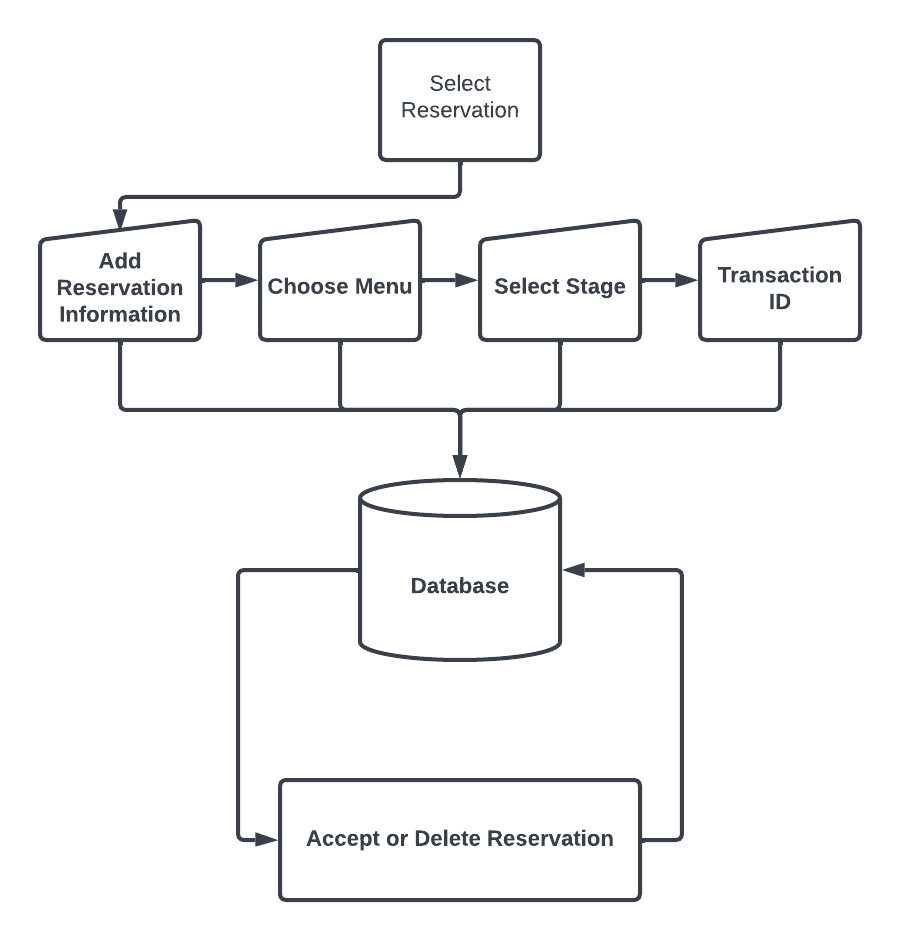 Select
Reservation
Add
Reservation
Information
Choose Menu
Select Stage
Transaction
ID
Database
Accept or Delete Reservation